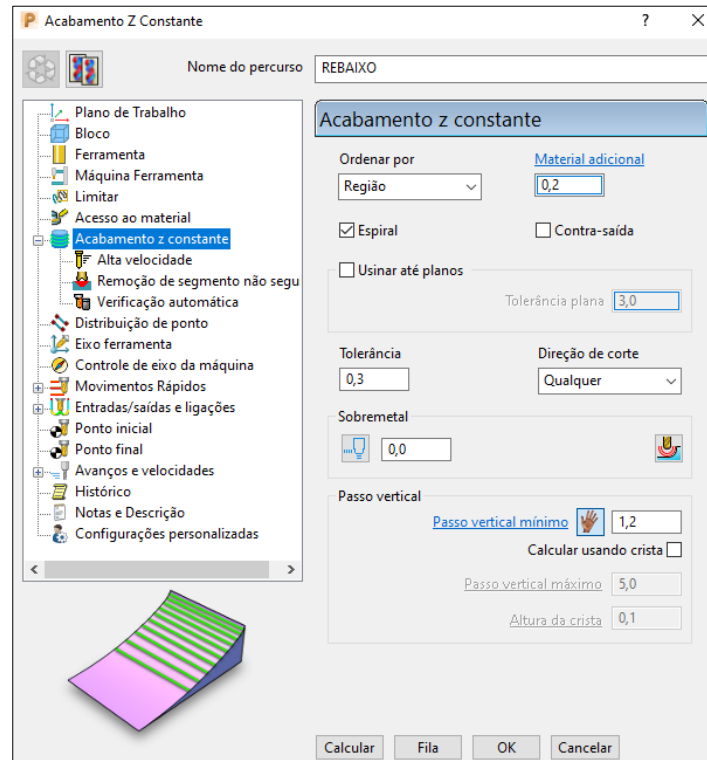 Acabamento Z Constante
Nome do percurso REBAIXO
Plano de Trabalho
Bloco
Ferramenta
Máquina Ferramenta
Limitar
Acesso ao material
Acabamento z constante
Alta velocidade
Remoção de segmento não segu
Verificação automática
Distribuição de ponto
Eixo ferramenta
Controle de eixo da máquina
Movimentos Rápidos
Entradas/saídas e ligações
Ponto inicial
Ponto final
Avanços e velocidades
Histórico
Notas e Descrição
Configurações personalizadas
Acabamento z constante
Ordenar por Material adicional
Região 0,2
Espiral Contra-saída
Usinar até planos
Tolerância plana 3,0
Tolerância Direção de corte
0,3 Qualquer
Sobremetal
0,0
Passo vertical
Passo vertical mínimo 1,2
Calcular usando crista
Passo vertical máximo 5,0
Altura da crista 0,1
Calcular Fila OK Cancelar